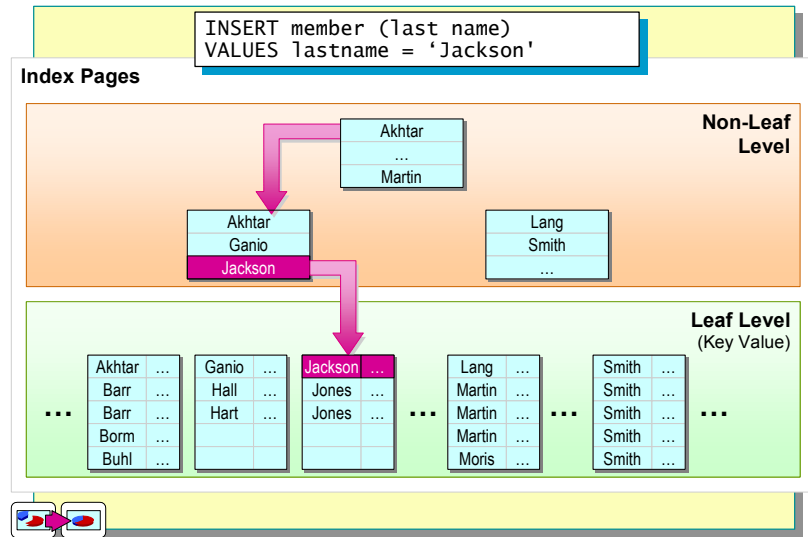 INSERT member (last name)
VALUES lastname = ‘Jackson'
Index Pages
Non-Leaf
Level
Akhtar
…
Martin
Akhtar
Ganio
Jackson
Lang
Smith
…
Leaf Level
(Key Value)
...
Akhtar …
Barr …
Barr …
Borm …
Buhl …
Ganio …
Hall …
Hart …
Jackson …
Jones …
Jones …
...
Lang …
Martin …
Martin …
Martin …
Moris …
...
Smith …
Smith …
Smith …
Smith …
Smith …
...